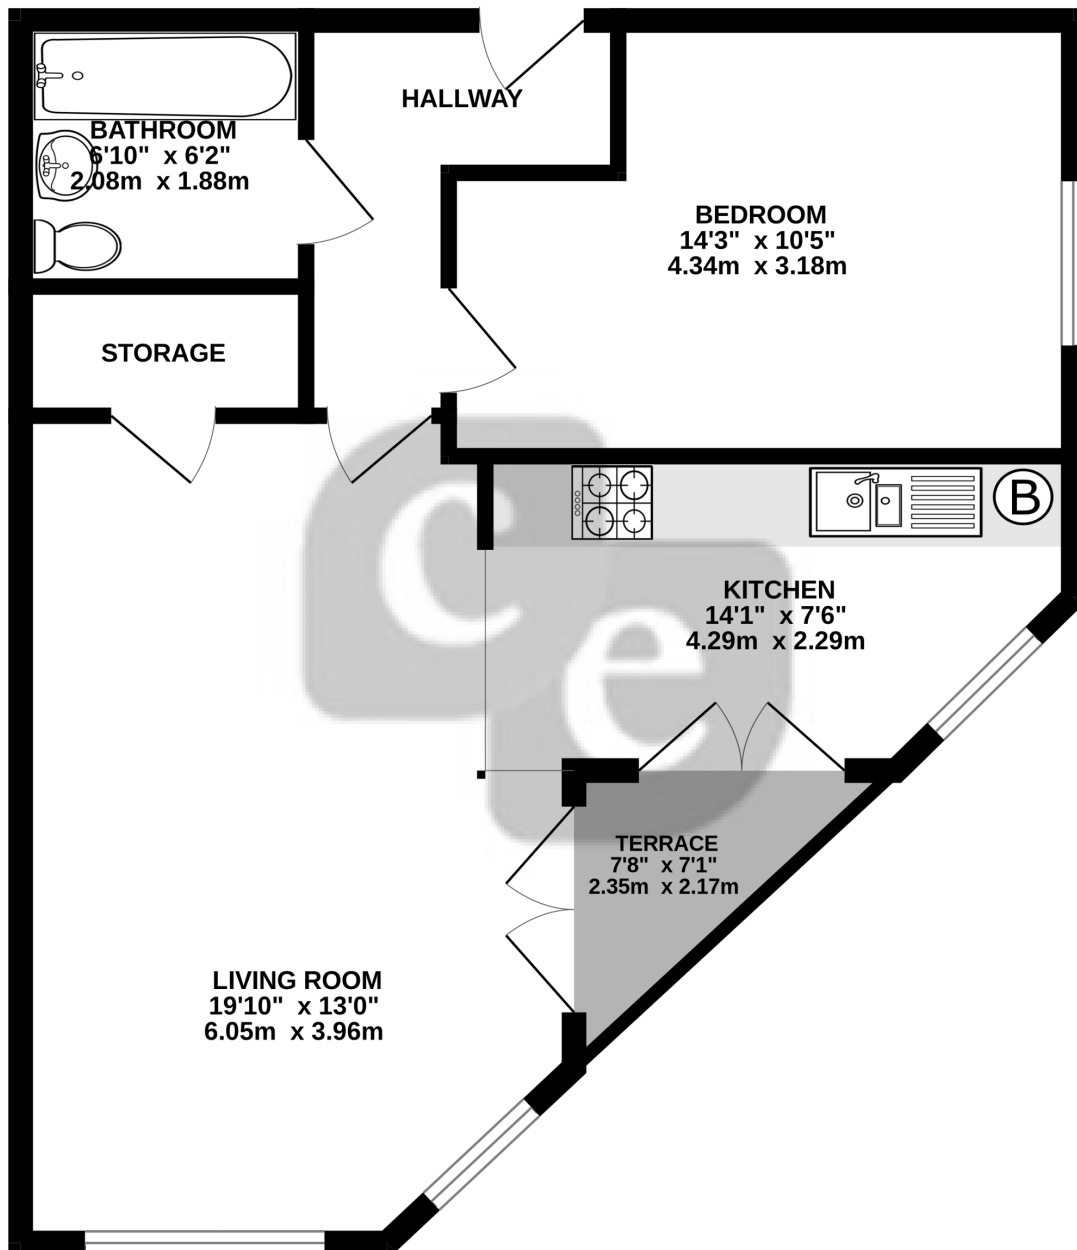 HALLWAY
BATHROOM
6'10" x 6'2"
2.08m x 1.88m
BEDROOM
14'3" x 10'5"
4.34m x 3.18m
STORAGE
B
ce
KITCHEN
14'1" x 7'6"
4.29m x 2.29m
TERRACE
7'8" x 7'1"
2.35m x 2.17m
LIVING ROOM
19'10" x 13'0"
6.05m x 3.96m